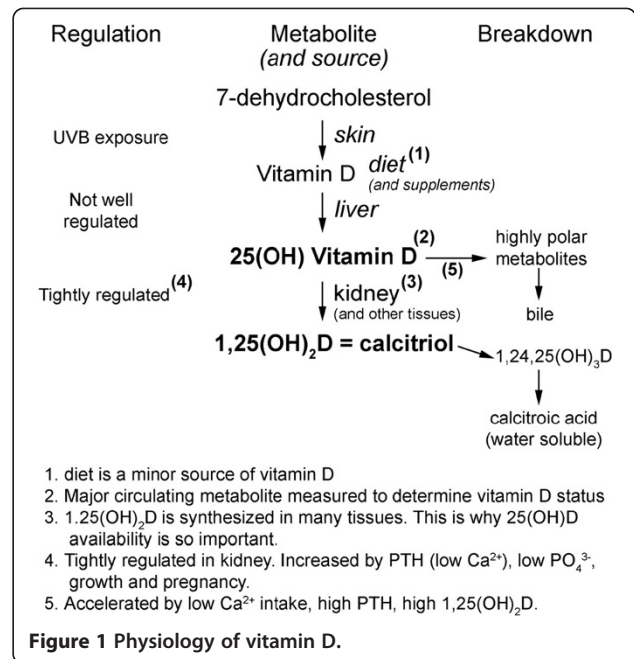 Regulation Metabolite Breakdown
(and source)
7-dehydrocholesterol
UVB exposure skin
Vitamin D diet(1)
(and supplements)
Not well
regulated
liver
25(OH) Vitamin D(2) (5) highly polar
metabolites
Tightly regulated(4) kidney(3)
(and other tissues)
bile
1,25(OH)₂D = calcitriol 1,24,25(OH)₃D
calcitroic acid
(water soluble)
1. diet is a minor source of vitamin D
2. Major circulating metabolite measured to determine vitamin D status
3. 1.25(OH)₂D is synthesized in many tissues. This is why 25(OH)D
availability is so important.
4. Tightly regulated in kidney. Increased by PTH (low Ca²⁺), low PO₄³⁻,
growth and pregnancy.
5. Accelerated by low Ca²⁺ intake, high PTH, high 1,25(OH)₂D.
Figure 1 Physiology of vitamin D.